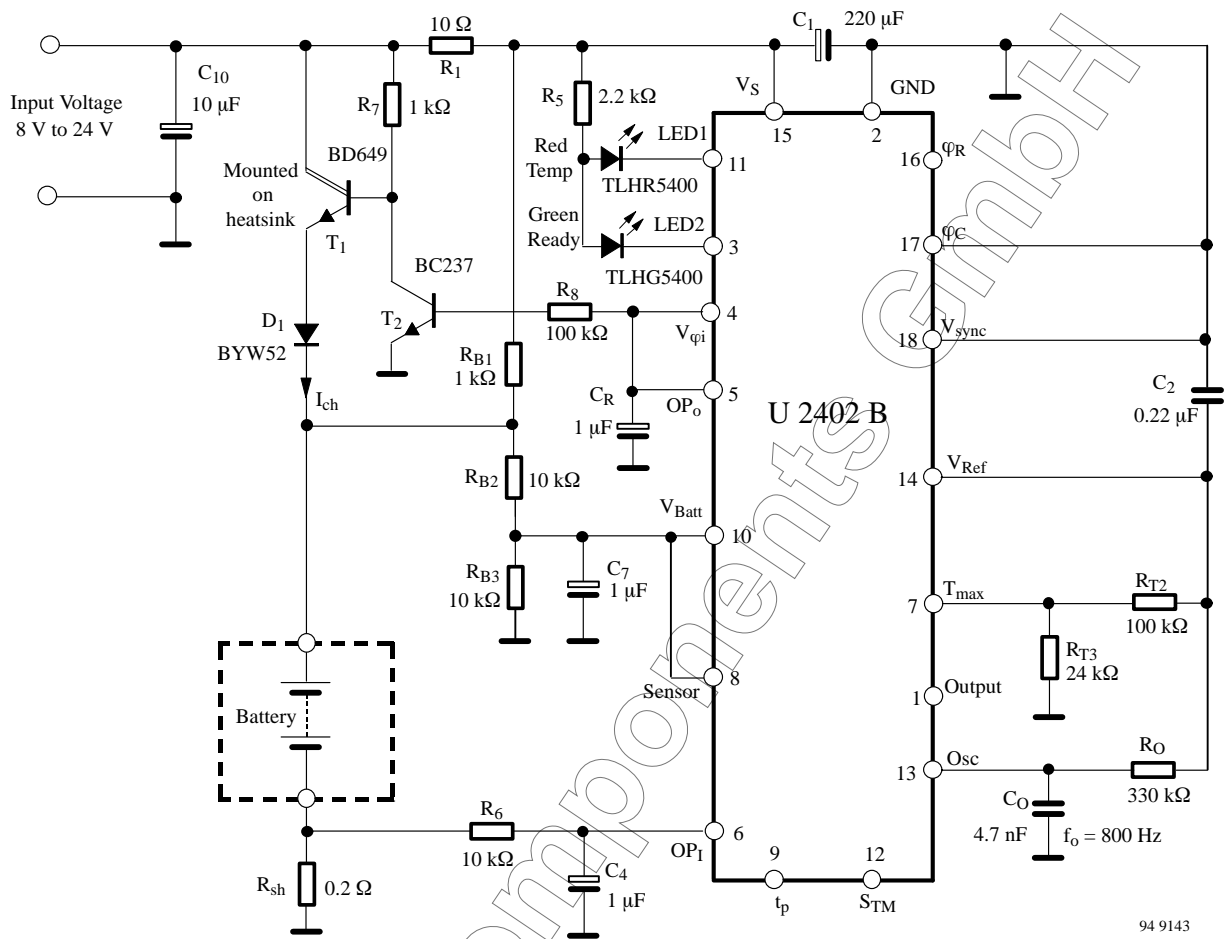 C1
220 µF
10 Ω
R1
C10
10 µF
Input Voltage
8 V to 24 V
R7
1 kΩ
R5
2.2 kΩ
VS
GND
15
2
BD649
Mounted
on
heatsink
T1
Red
Temp
LED1
TLHR5400
11
Green
Ready
LED2
TLHG5400
3
16
φR
17
φC
BC237
T2
R8
100 kΩ
4
Vφi
18
Vsync
D1
BYW52
Ich
RB1
1 kΩ
CR
1 µF
OPo
5
U 2402 B
C2
0.22 µF
RB2
10 kΩ
14
VRef
VBatt
10
RB3
10 kΩ
C7
1 µF
7
Tmax
RT2
100 kΩ
RT3
24 kΩ
Sensor
8
1
Output
Battery
13
Osc
RO
330 kΩ
CO
4.7 nF
fo = 800 Hz
R6
10 kΩ
6
OPI
C4
1 µF
Rsh
0.2 Ω
9
tp
12
STM
94 9143
omponents GmbH